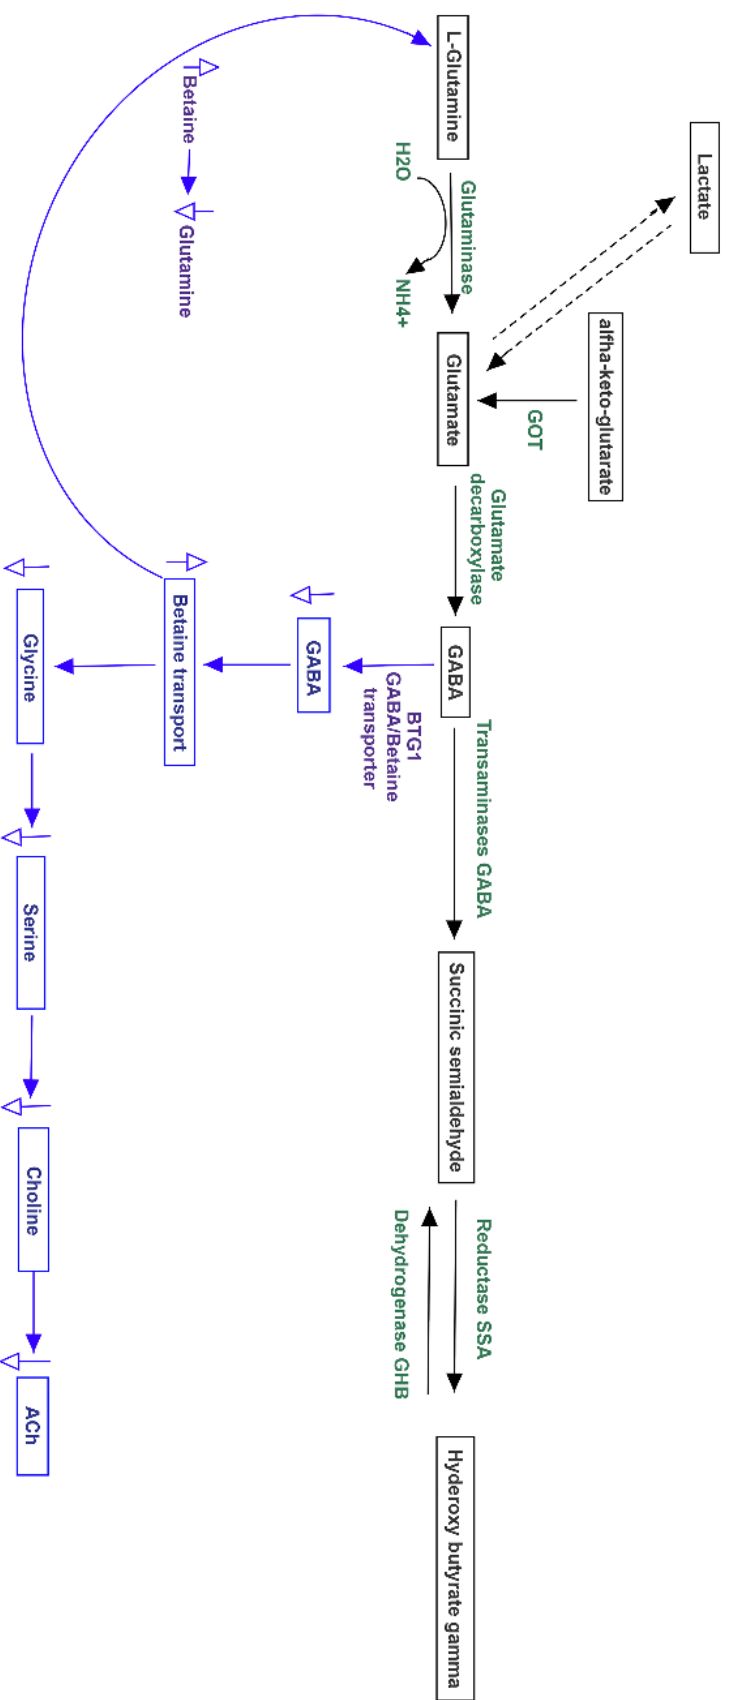 Lactate
alfha-keto-glutarate
GOT
L-Glutamine
Glutaminase
H2O
NH4+
Glutamate
Glutamate
decarboxylase
GABA
Transaminases GABA
Succinic semialdehyde
Reductase SSA
Dehydrogenase GHB
Hyderoxy butyrate gamma
BTG1
GABA/Betaine
transporter
GABA
Betaine
Glutamine
Betaine transport
Glycine
Serine
Choline
ACh